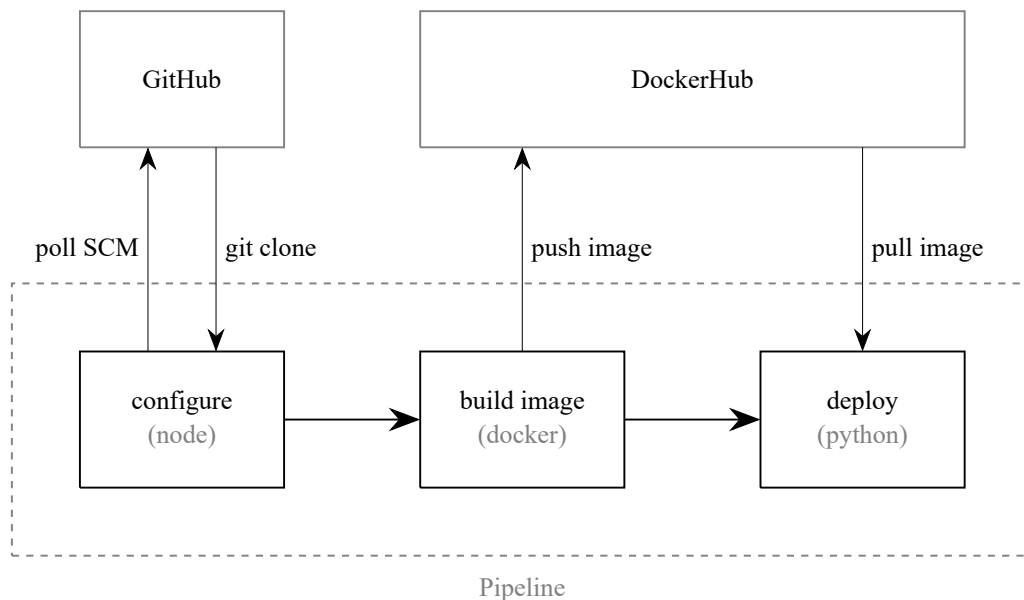 GitHub
DockerHub
poll SCM
git clone
push image
pull image
configure
(node)
build image
(docker)
deploy
(python)
Pipeline